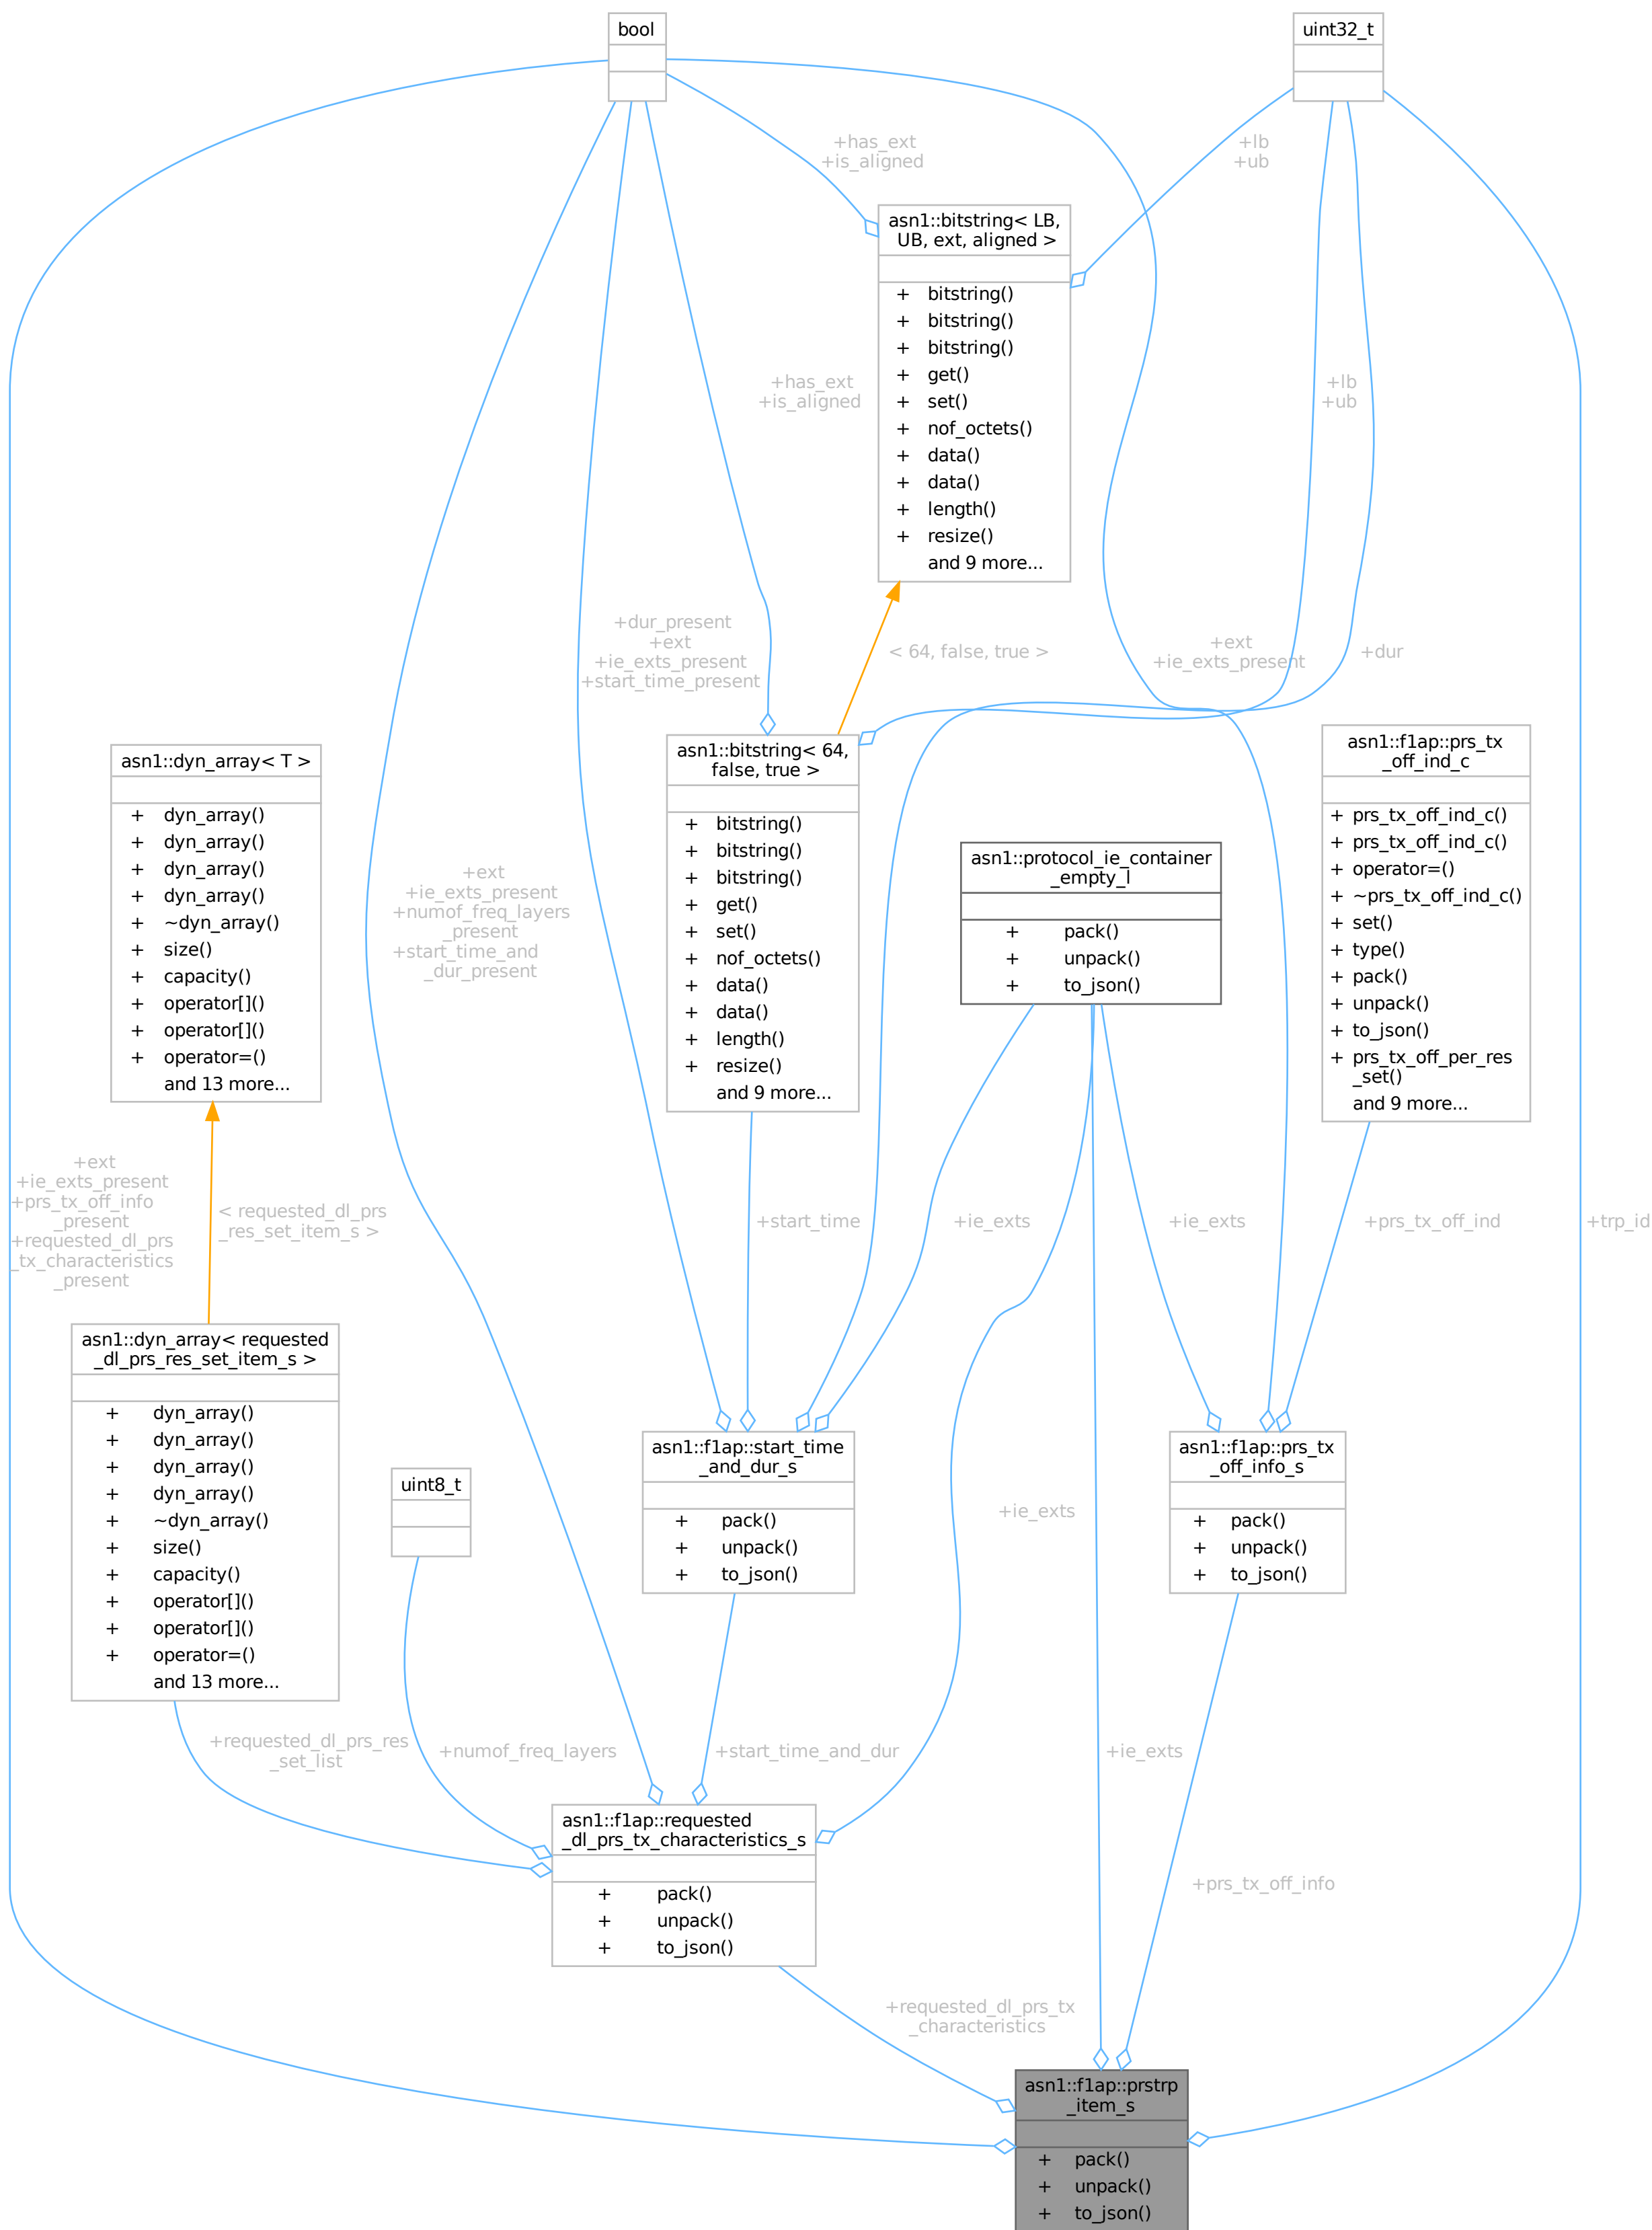 bool
uint32_t
+has_ext
+is_aligned
+lb
+ub
asn1::bitstring< LB,
UB, ext, aligned >
+ bitstring()
+ bitstring()
+ bitstring()
+ get()
+ set()
+ nof_octets()
+ data()
+ data()
+ length()
+ resize()
and 9 more...
+has_ext
+is_aligned
+lb
+ub
+dur_present
+ext
+ie_exts_present
+start_time_present
< 64, false, true >
+ext
+ie_exts_present
+dur
asn1::dyn_array< T >
+ dyn_array()
+ dyn_array()
+ dyn_array()
+ dyn_array()
+ ~dyn_array()
+ size()
+ capacity()
+ operator[]()
+ operator[]()
+ operator=()
and 13 more...
+ext
+ie_exts_present
+numof_freq_layers
_present
+start_time_and
_dur_present
asn1::bitstring< 64,
false, true >
+ bitstring()
+ bitstring()
+ bitstring()
+ get()
+ set()
+ nof_octets()
+ data()
+ data()
+ length()
+ resize()
and 9 more...
asn1::protocol_ie_container
_empty_l
+ pack()
+ unpack()
+ to_json()
asn1::f1ap::prs_tx
_off_ind_c
+ prs_tx_off_ind_c()
+ prs_tx_off_ind_c()
+ operator=()
+ ~prs_tx_off_ind_c()
+ set()
+ type()
+ pack()
+ unpack()
+ to_json()
+ prs_tx_off_per_res
_set()
and 9 more...
+ext
+ie_exts_present
+prs_tx_off_info
_present
+requested_dl_prs
_tx_characteristics
_present
< requested_dl_prs
_res_set_item_s >
+start_time
+ie_exts
+ie_exts
+prs_tx_off_ind
+trp_id
asn1::dyn_array< requested
_dl_prs_res_set_item_s >
+ dyn_array()
+ dyn_array()
+ dyn_array()
+ dyn_array()
+ ~dyn_array()
+ size()
+ capacity()
+ operator[]()
+ operator[]()
+ operator=()
and 13 more...
uint8_t
asn1::f1ap::start_time
_and_dur_s
+ pack()
+ unpack()
+ to_json()
+ie_exts
asn1::f1ap::prs_tx
_off_info_s
+ pack()
+ unpack()
+ to_json()
+requested_dl_prs_res
_set_list
+numof_freq_layers
+start_time_and_dur
+ie_exts
asn1::f1ap::requested
_dl_prs_tx_characteristics_s
+ pack()
+ unpack()
+ to_json()
+prs_tx_off_info
+requested_dl_prs_tx
_characteristics
asn1::f1ap::prstrp
_item_s
+ pack()
+ unpack()
+ to_json()